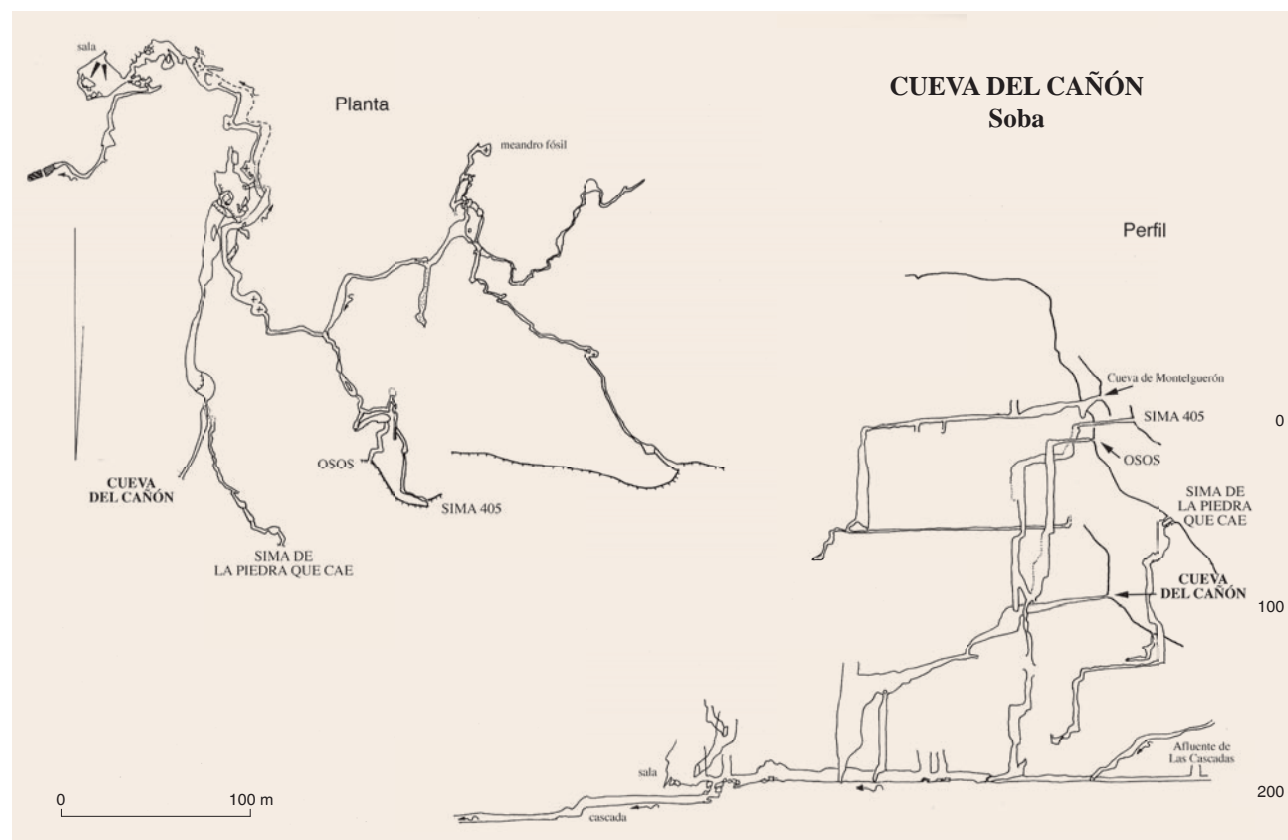 CUEVA DEL CAÑÓN
Soba
Planta
sala
meandro fósil
OSOS
SIMA 405
CUEVA
DEL CAÑÓN
SIMA DE
LA PIEDRA QUE CAE
0
100 m
Perfil
Cueva de Montelguerón
SIMA 405
0
OSOS
SIMA DE
LA PIEDRA
QUE CAE
CUEVA
DEL CAÑÓN
100
Afluente de
Las Cascadas
sala
cascada
200